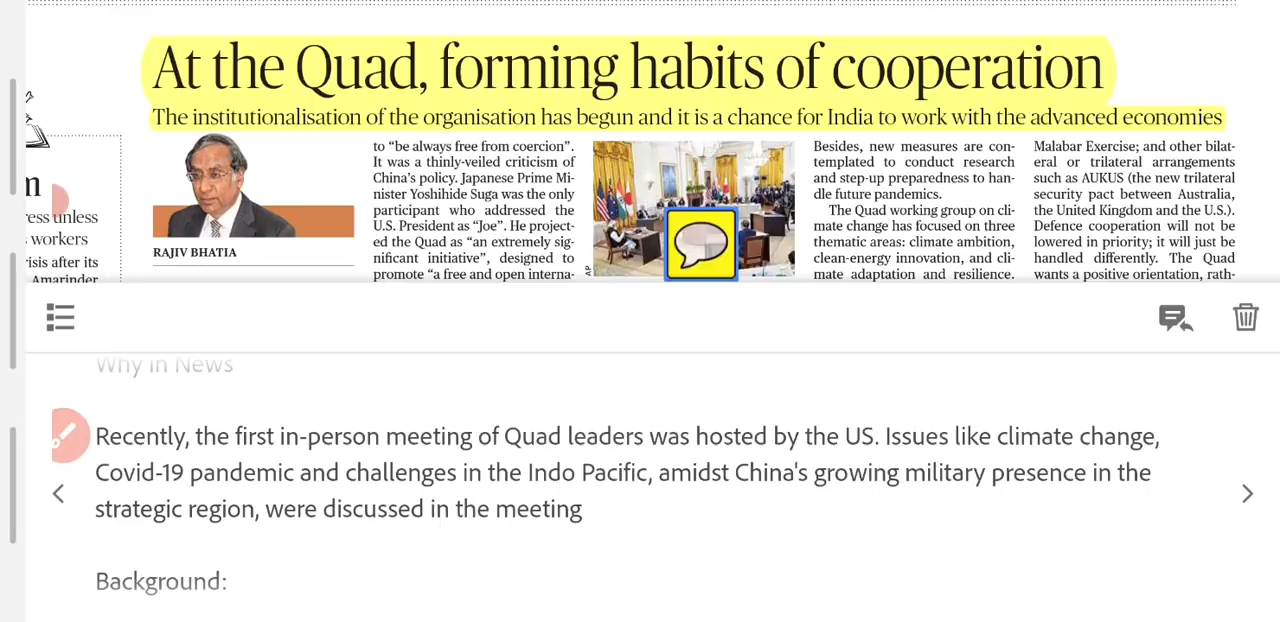 At the Quad, forming habits of cooperation
The institutionalisation of the organisation has begun and it is a chance for India to work with the advanced economies
m
ress unless
workers
risis after its
Amarinder
RAJIV BHATIA
to “be always free from coercion”.
It was a thinly-veiled criticism of
China’s policy. Japanese Prime Mi-
nister Yoshihide Suga was the only
participant who addressed the
U.S. President as “Joe”. He project-
ed the Quad as “an extremely sig-
nificant initiative”, designed to
promote “a free and open interna-
AP
Besides, new measures are con-
templated to conduct research
and step-up preparedness to han-
dle future pandemics.
The Quad working group on cli-
mate change has focused on three
thematic areas: climate ambition,
clean-energy innovation, and cli-
mate adaptation and resilience.
Malabar Exercise; and other bilat-
eral or trilateral arrangements
such as AUKUS (the new trilateral
security pact between Australia,
the United Kingdom and the U.S.).
Defence cooperation will not be
lowered in priority; it will just be
handled differently. The Quad
wants a positive orientation, rath-
Why in News
Recently, the first in-person meeting of Quad leaders was hosted by the US. Issues like climate change,
Covid-19 pandemic and challenges in the Indo Pacific, amidst China's growing military presence in the
strategic region, were discussed in the meeting
Background: